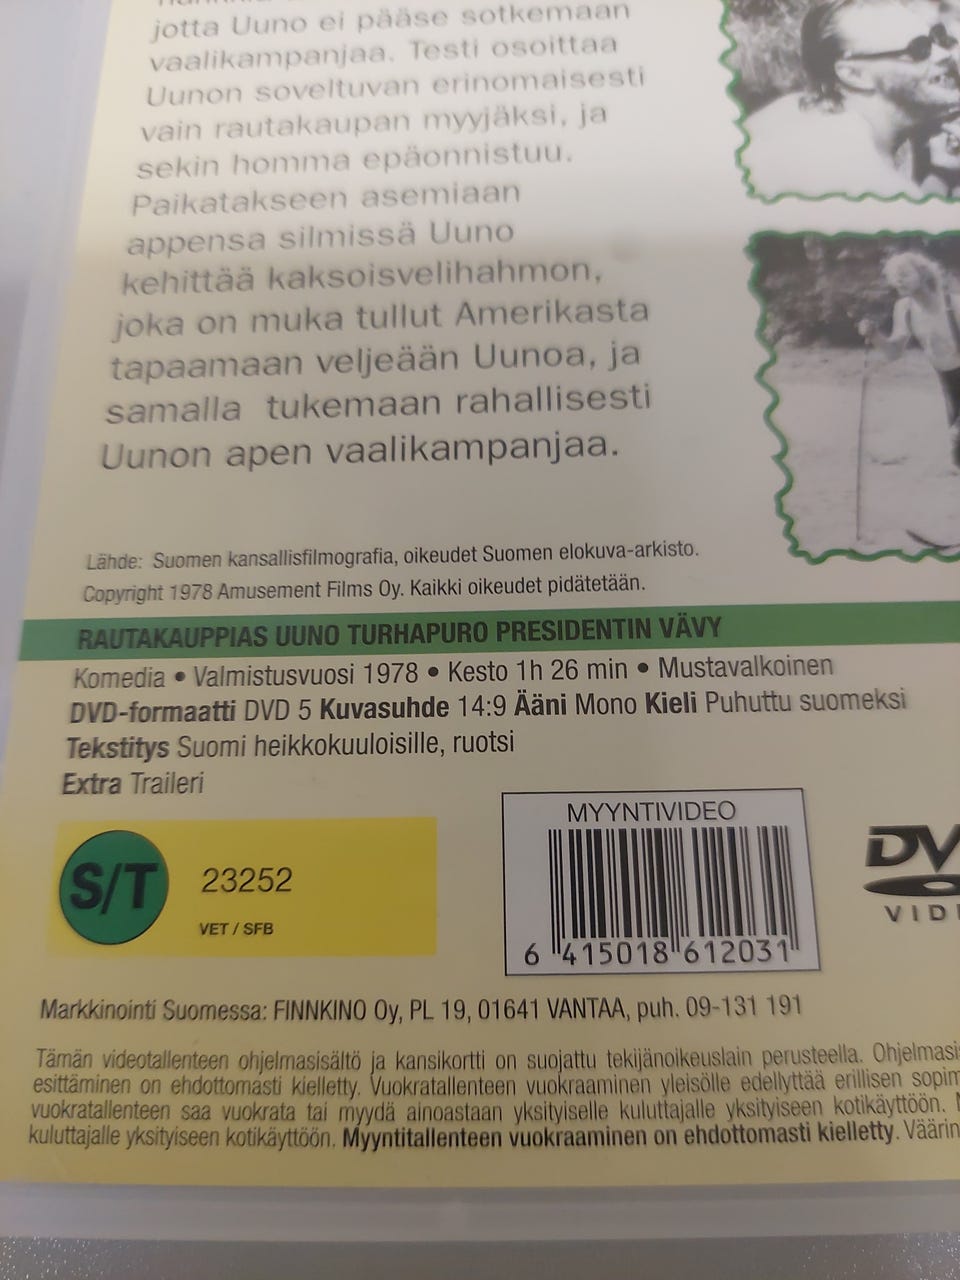 jotta Uuno ei pääse sotkemaan
vaalikampanjaa. Testi osoittaa
Uunon soveltuvan erinomaisesti
vain rautakaupan myyjäksi, ja
sekin homma epäonnistuu.
Paikatakseen asemiaan
appensa silmissä Uuno
kehittää kaksoisvelihahmon,
joka on muka tullut Amerikasta
tapaamaan veljeään Uunoa, ja
samalla tukemaan rahallisesti
Uunon apen vaalikampanjaa.
Lähde: Suomen kansallisfilmografia, oikeudet Suomen elokuva-arkisto.
Copyright 1978 Amusement Films Oy. Kaikki oikeudet pidätetään.
RAUTAKAUPPIAS UUNO TURHAPURO PRESIDENTIN VÄVY
Komedia • Valmistusvuosi 1978 • Kesto 1h 26 min • Mustavalkoinen
DVD-formaatti DVD 5 Kuvasuhde 14:9 Ääni Mono Kieli Puhuttu suomeksi
Tekstitys Suomi heikkokuuloisille, ruotsi
Extra Traileri
S/T
23252
VET / SFB
MYYNTIVIDEO
6 415018 612031
DV
VID
Markkinointi Suomessa: FINNKINO Oy, PL 19, 01641 VANTAA, puh. 09-131 191
Tämän videotallenteen ohjelmasisältö ja kansikortti on suojattu tekijänoikeuslain perusteella. Ohjelmasi
esittäminen on ehdottomasti kielletty. Vuokratallenteen vuokraaminen yleisölle edellyttää erillisen sopim
vuokratallenteen saa vuokrata tai myydä ainoastaan yksityiselle kuluttajalle yksityiseen kotikäyttöön.
kuluttajalle yksityiseen kotikäyttöön. Myyntitallenteen vuokraaminen on ehdottomasti kielletty. Väärin